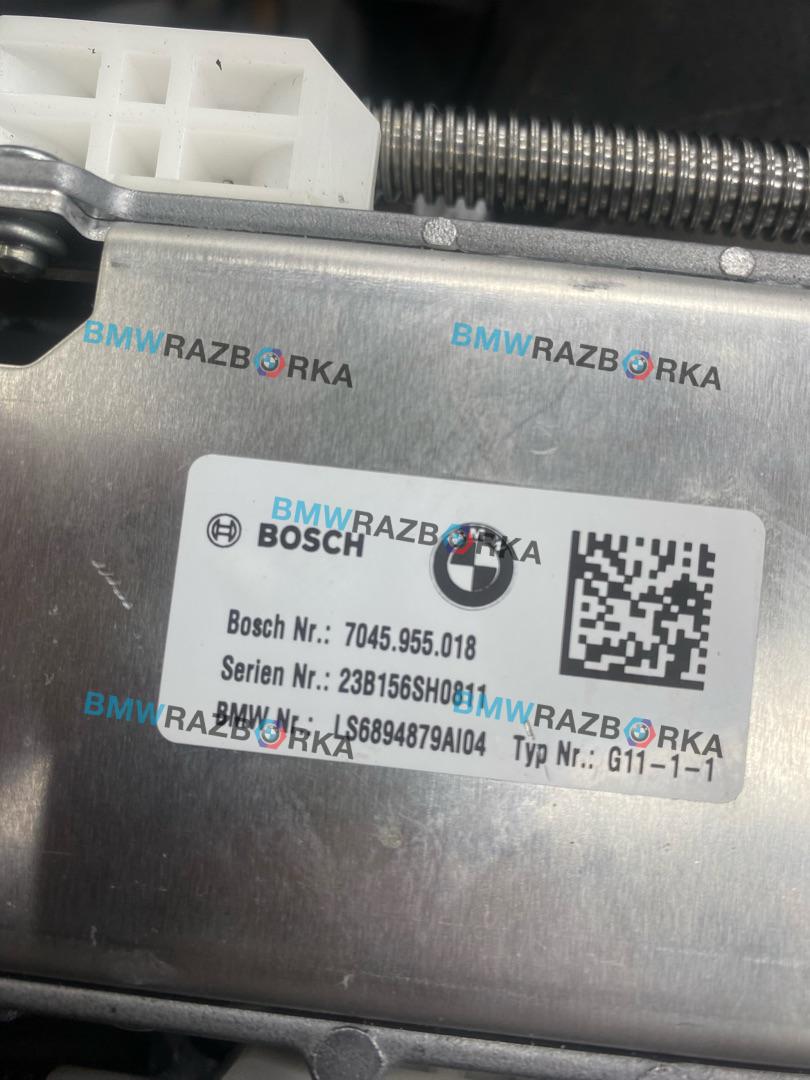 BMWRAZBORKA
BMWRAZBORKA
BMWRAZBORKA
BOSCH
Bosch Nr.: 7045.955.018
Serien Nr.: 23B156SH0811
BMW Nr.: LS6894879AI04 Typ Nr.: G11-1-1
BMWRAZBORKA
BMWRAZBORKA